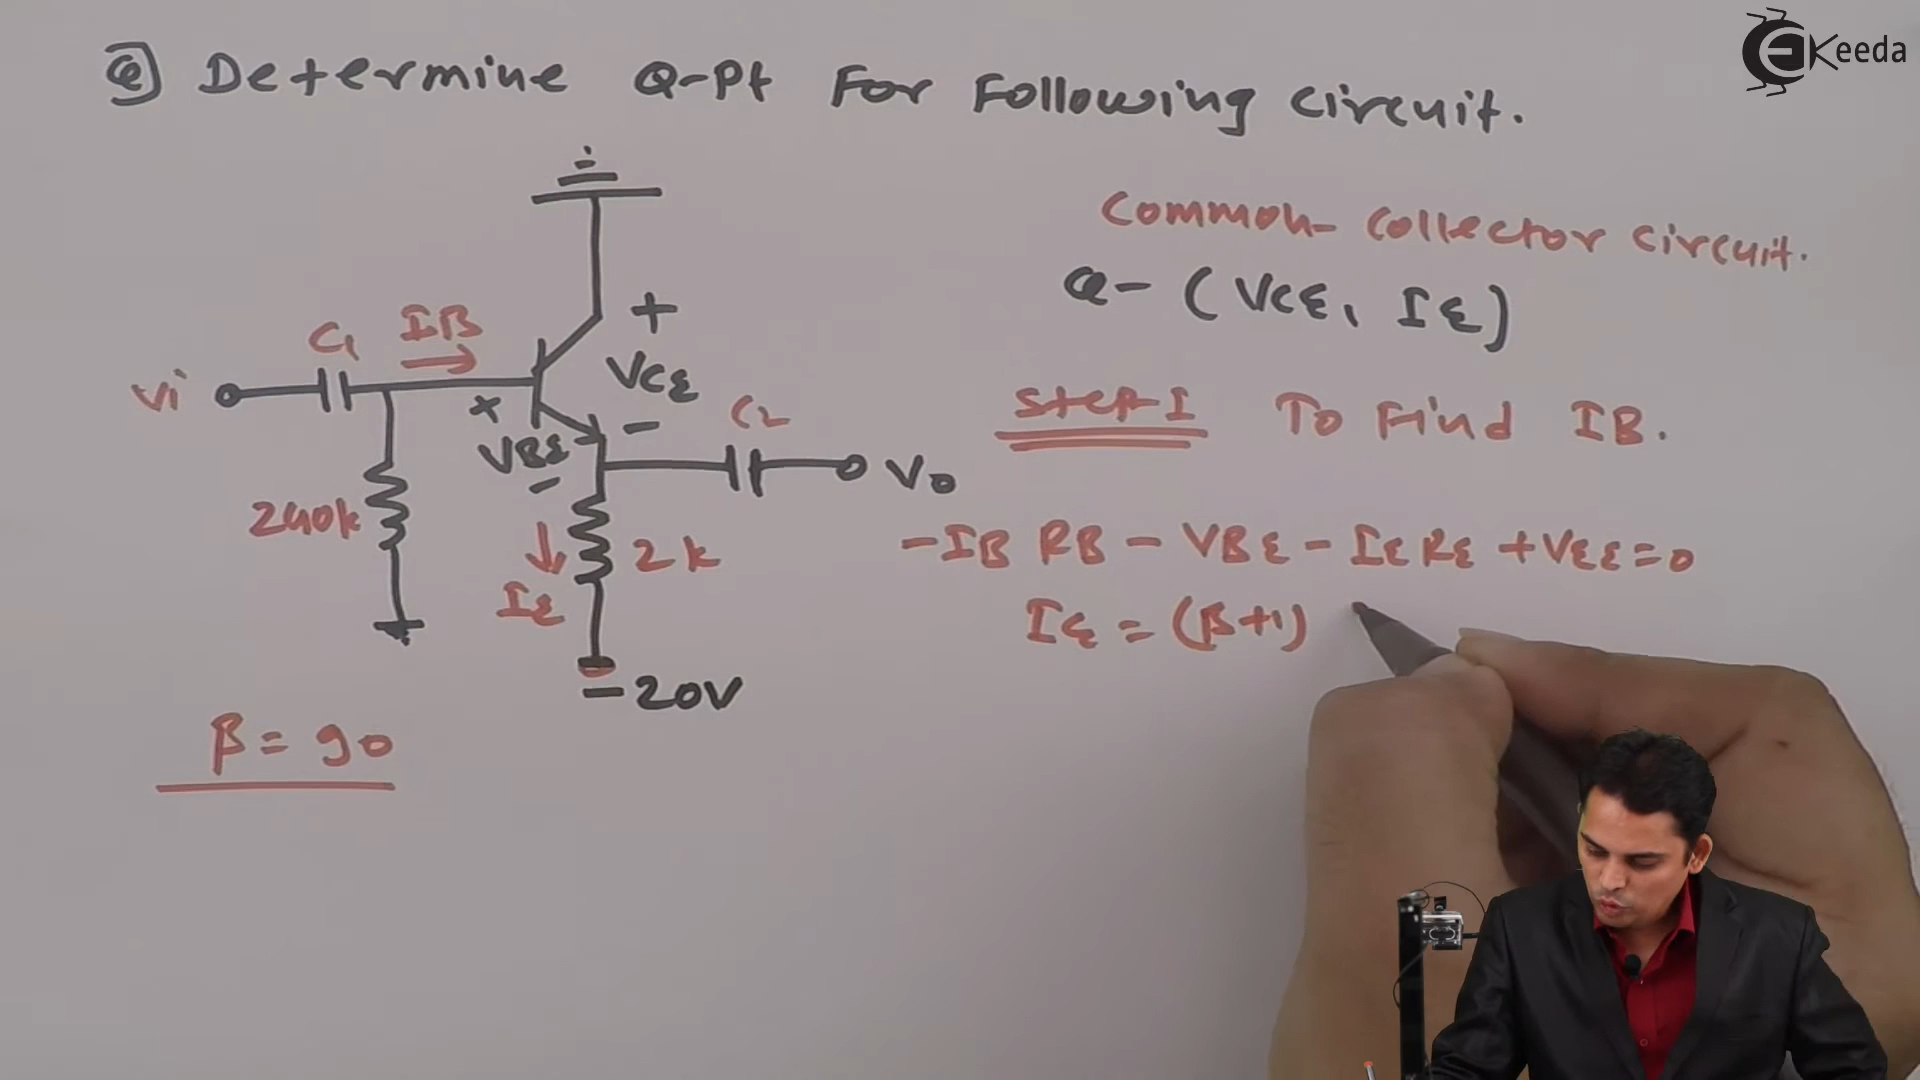 Q) Determine Q-Pt For Following Circuit.
EKeeda
Common-Collector Circuit.
Q-(VCE, IE)
+
C1
IB
VCE
Vi
+
-
C2
Step-I To Find IB.
VBE
-
Vo
240k
IE
2k
-IB RB - VBE - IE RE + VEE = 0
IE = (β+1)
-20V
β = 90